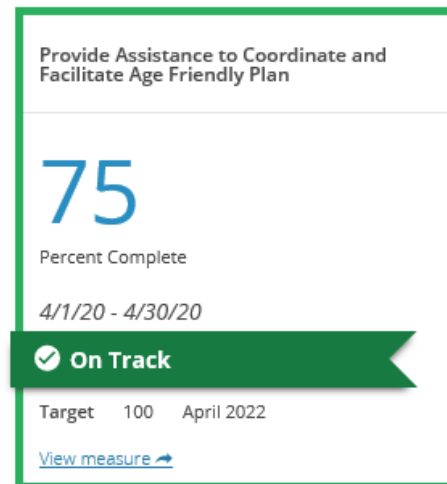 Provide Assistance to Coordinate and
Facilitate Age Friendly Plan
75
Percent Complete
4/1/20 - 4/30/20
On Track
Target 100 April 2022
View measure